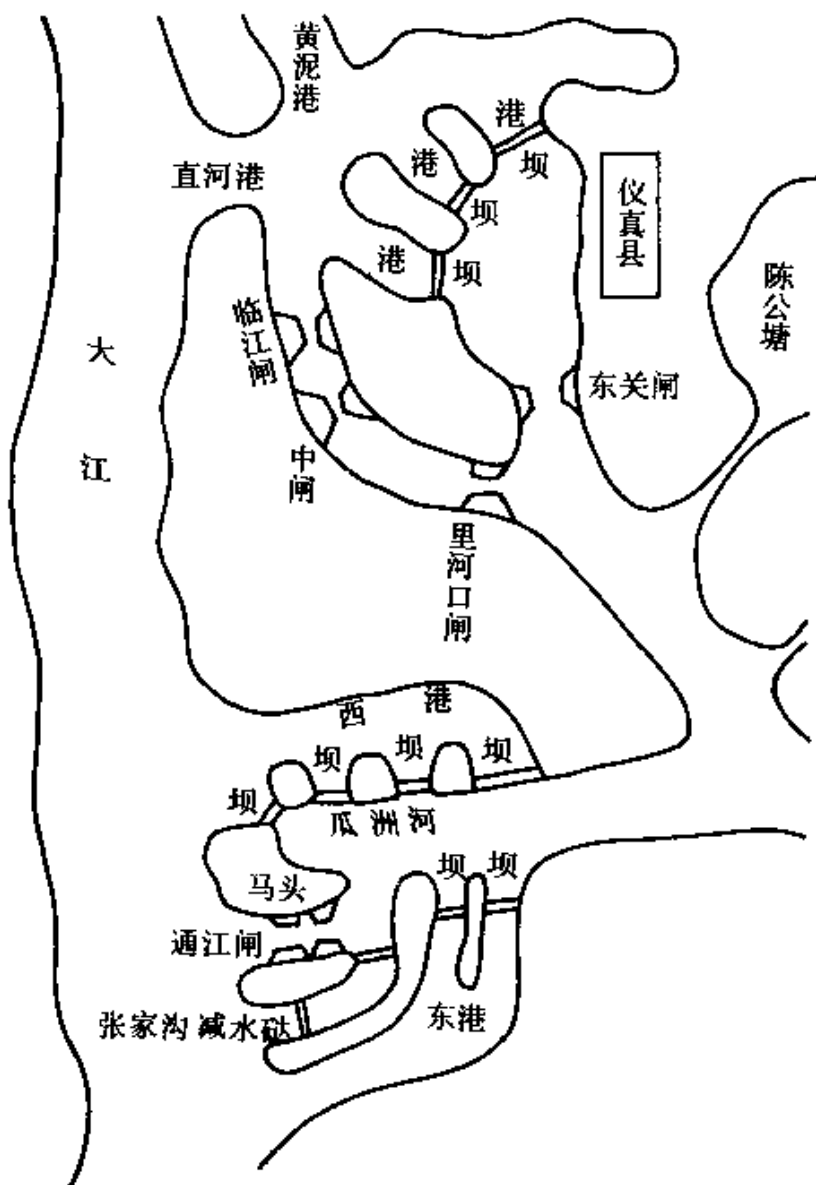 黄泥港
港
坝
港
坝
直河港
仪真县
港
坝
陈公塘
临江闸
大江
东关闸
中闸
里河口闸
西港
坝
坝
坝
坝
瓜洲河
坝
坝
马头
通江闸
东港
张家沟减水𥓻